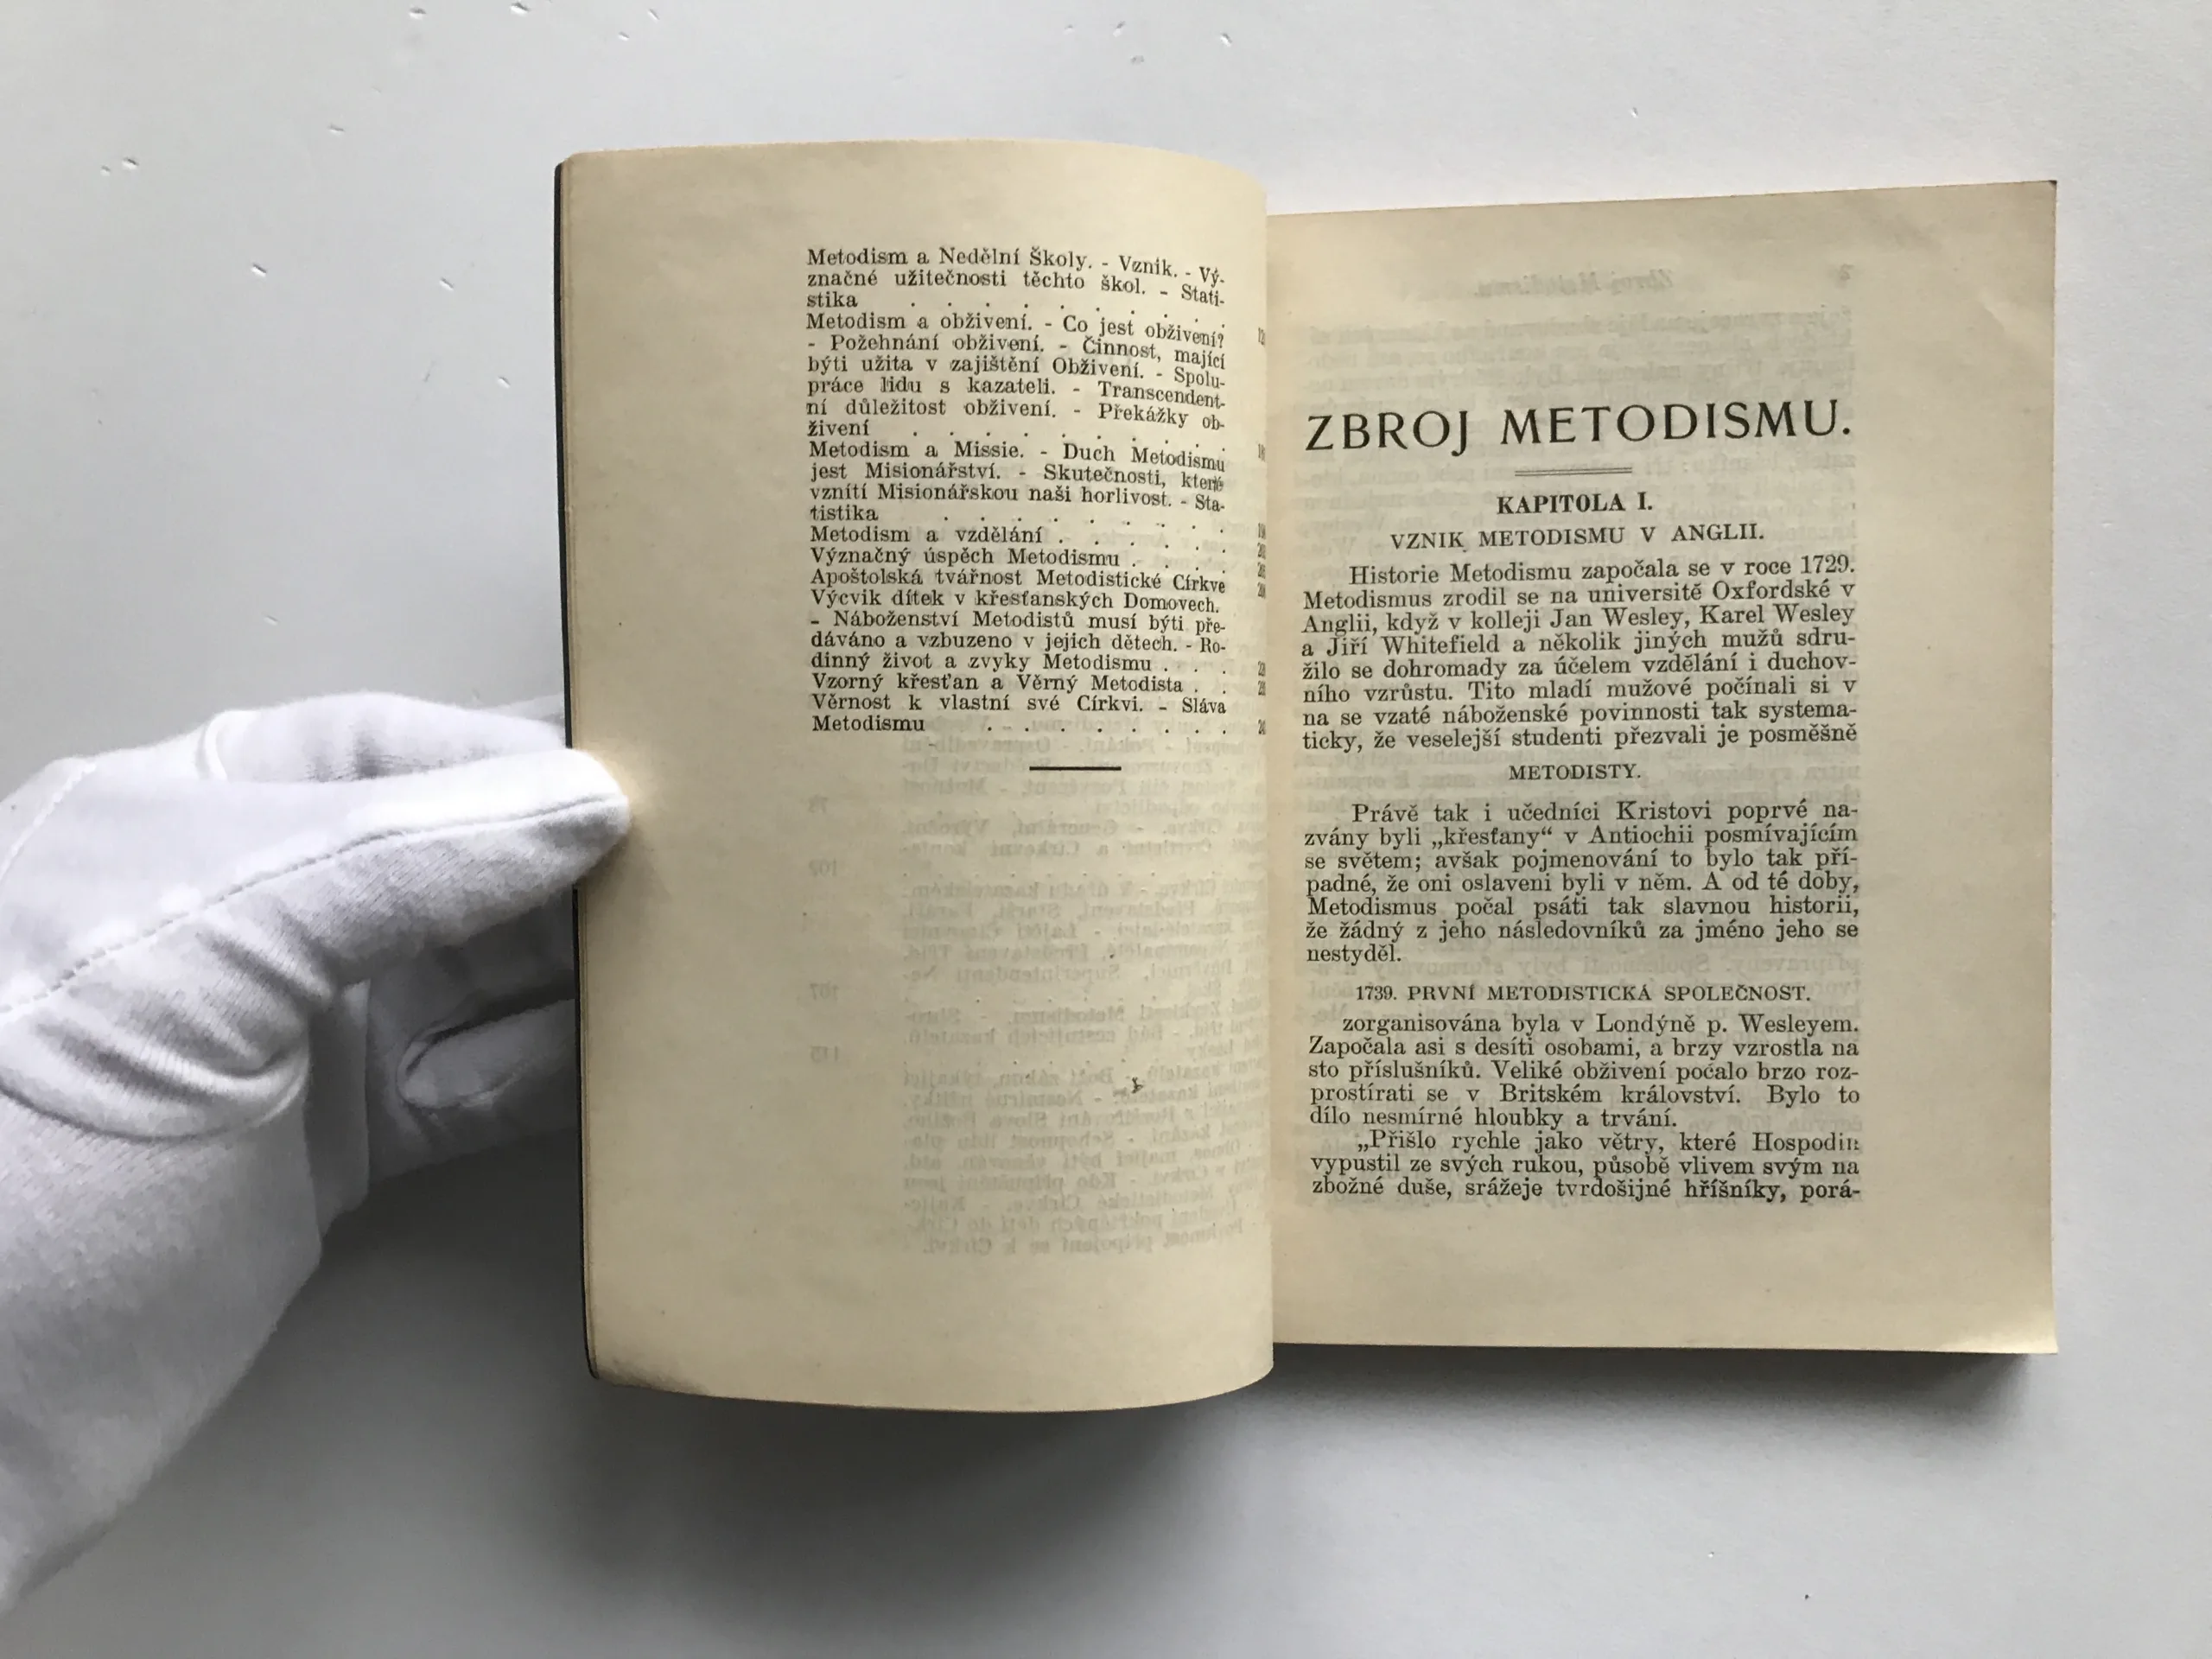 Metodism a Nedělní Školy. - Vznik. - Vý-
značné užitečnosti těchto škol. - Stati-
stika . . . . . . . . .
Metodism a obživení. - Co jest obživení?
- Požehnání obživení. - Činnost, mající
býti užita v zajištění Obživení. - Spolu-
práce lidu s kazateli. - Transcendent-
ní důležitost obživení. - Překážky ob-
živení . . . . . . . . .
Metodism a Missie. - Duch Metodismu
jest Misionářství. - Skutečnosti, které
vznítí Misionářskou naši horlivost. - Sta-
tistika . . . . . . . .
Metodism a vzdělání . . . . .
Význačný úspěch Metodismu . . .
Apoštolská tvářnost Metodistické Církve
Výcvik dítek v křesťanských Domovech.
- Náboženství Metodistů musí býti pře-
dáváno a vzbuzeno v jejich dětech. - Ro-
dinný život a zvyky Metodismu . . .
Vzorný křesťan a Věrný Metodista . .
Věrnost k vlastní své Církvi. - Sláva
Metodismu . . . . . . .
ZBROJ METODISMU.
KAPITOLA I.
VZNIK METODISMU V ANGLII.
Historie Metodismu započala se v roce 1729.
Metodismus zrodil se na universitě Oxfordské v
Anglii, když v kolleji Jan Wesley, Karel Wesley
a Jiří Whitefield a několik jiných mužů sdru-
žilo se dohromady za účelem vzdělání i duchov-
ního vzrůstu. Tito mladí mužové počínali si v
na se vzaté náboženské povinnosti tak systema-
ticky, že veselejší studenti přezvali je posměšně
METODISTY.
Právě tak i učedníci Kristovi poprvé na-
zvány byli „křesťany“ v Antiochii posmívajícím
se světem; avšak pojmenování to bylo tak pří-
padné, že oni oslaveni byli v něm. A od té doby,
Metodismus počal psáti tak slavnou historii,
že žádný z jeho následovníků za jméno jeho se
nestyděl.
1739. PRVNÍ METODISTICKÁ SPOLEČNOST.
zorganisována byla v Londýně p. Wesleyem.
Započala asi s desíti osobami, a brzy vzrostla na
sto příslušníků. Veliké obživení počalo brzo roz-
prostírati se v Britském království. Bylo to
dílo nesmírné hloubky a trvání.
„Přišlo rychle jako větry, které Hospodin
vypustil ze svých rukou, působě vlivem svým na
zbožné duše, srážeje tvrdošijné hříšníky, porá-